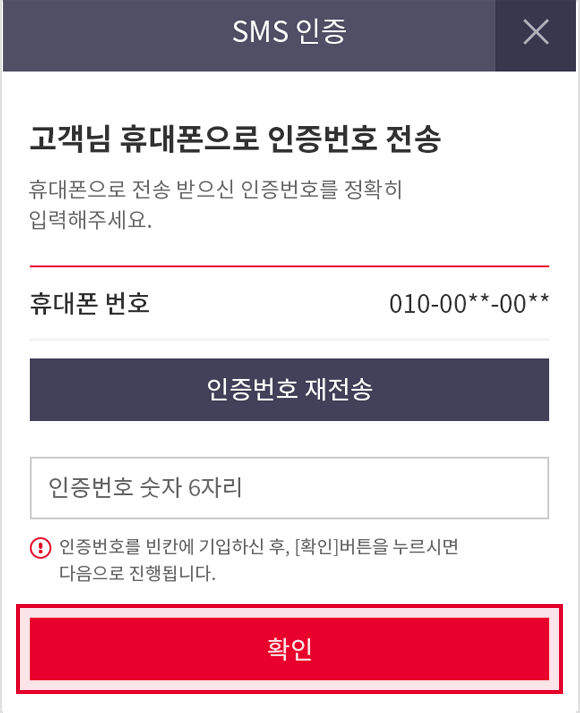 SMS 인증
고객님 휴대폰으로 인증번호 전송
휴대폰으로 전송 받으신 인증번호를 정확히
입력해주세요.
휴대폰 번호 010-00**-00**
인증번호 재전송
인증번호 숫자 6자리
인증번호를 빈칸에 기입하신 후, [확인]버튼을 누르시면
다음으로 진행됩니다.
확인